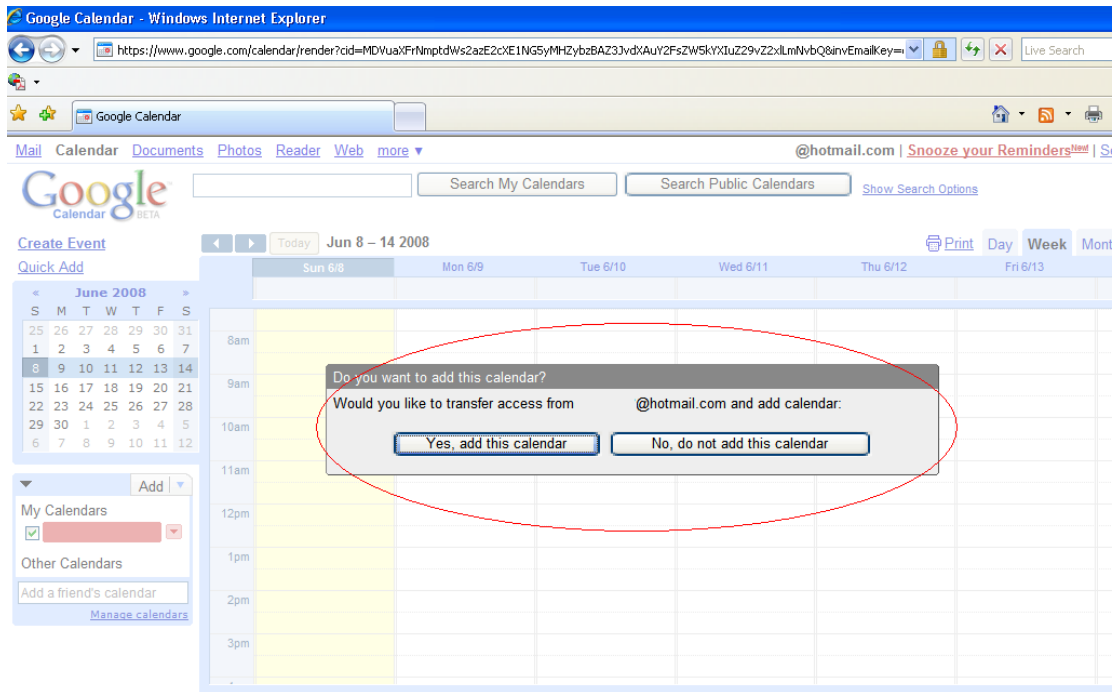 Google Calendar - Windows Internet Explorer
https://www.google.com/calendar/render?cid=
Live Search
Google Calendar
Mail Calendar Documents Photos Reader Web more ▼
@hotmail.com | Snooze your Reminders New! |
Google
Calendar BETA
Search My Calendars
Search Public Calendars
Show Search Options
Create Event
Quick Add
Today
Jun 8 – 14 2008
Print Day Week
Sun 6/8 Mon 6/9 Tue 6/10 Wed 6/11 Thu 6/12 Fri 6/13
« June 2008 »
S M T W T F S
25 26 27 28 29 30 31
1 2 3 4 5 6 7
8 9 10 11 12 13 14
15 16 17 18 19 20 21
22 23 24 25 26 27 28
29 30 1 2 3 4 5
6 7 8 9 10 11 12
Add
My Calendars
Other Calendars
Add a friend's calendar
Manage calendars
8am
9am
10am
11am
12pm
1pm
2pm
3pm
Do you want to add this calendar?
Would you like to transfer access from @hotmail.com and add calendar:
Yes, add this calendar
No, do not add this calendar